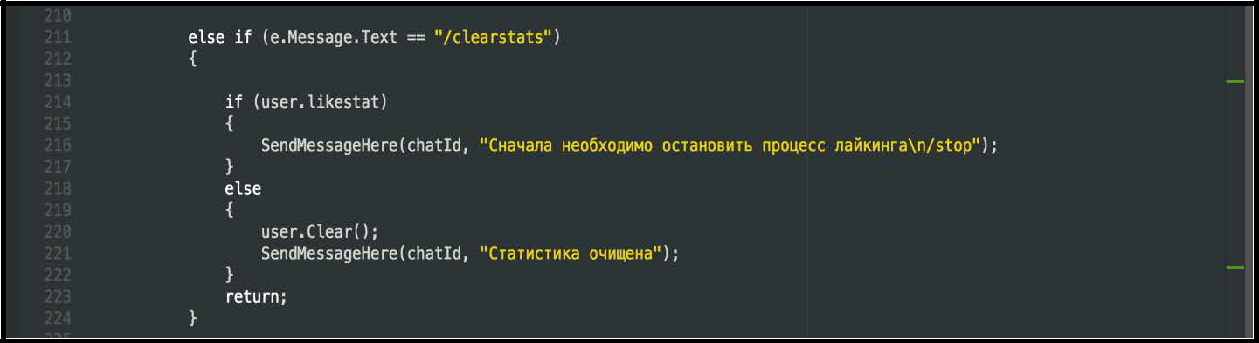 210
211 else if (e.Message.Text == "/clearstats")
212 {
213
214 if (user.likestat)
215 {
216 SendMessageHere(chatId, "Сначала необходимо остановить процесс лайкинга\n/stop");
217 }
218 else
219 {
220 user.Clear();
221 SendMessageHere(chatId, "Статистика очищена");
222 }
223 return;
224 }